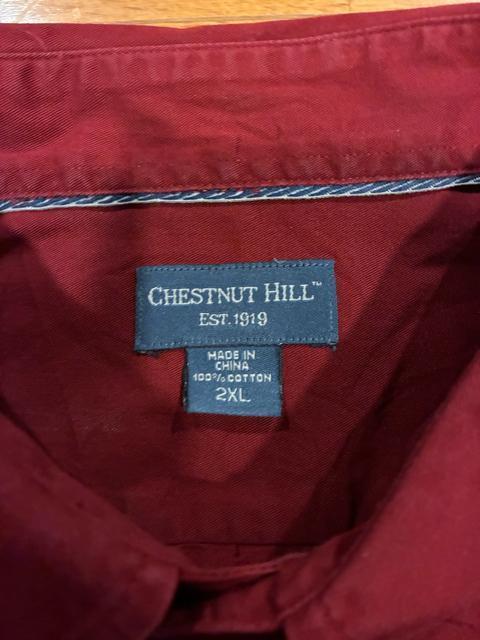 CHESTNUT HILL™
EST. 1919
MADE IN
CHINA
100% COTTON
2XL